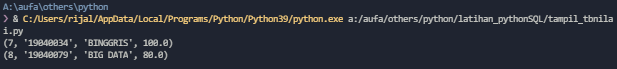 A:\aufa\others\python
❯ & C:/Users/rijal/AppData/Local/Programs/Python/Python39/python.exe a:/aufa/others/python/latihan_pythonSQL/tampil_tbnila
i.py
(7, '19040034', 'BINGGRIS', 100.0)
(8, '19040079', 'BIG DATA', 80.0)